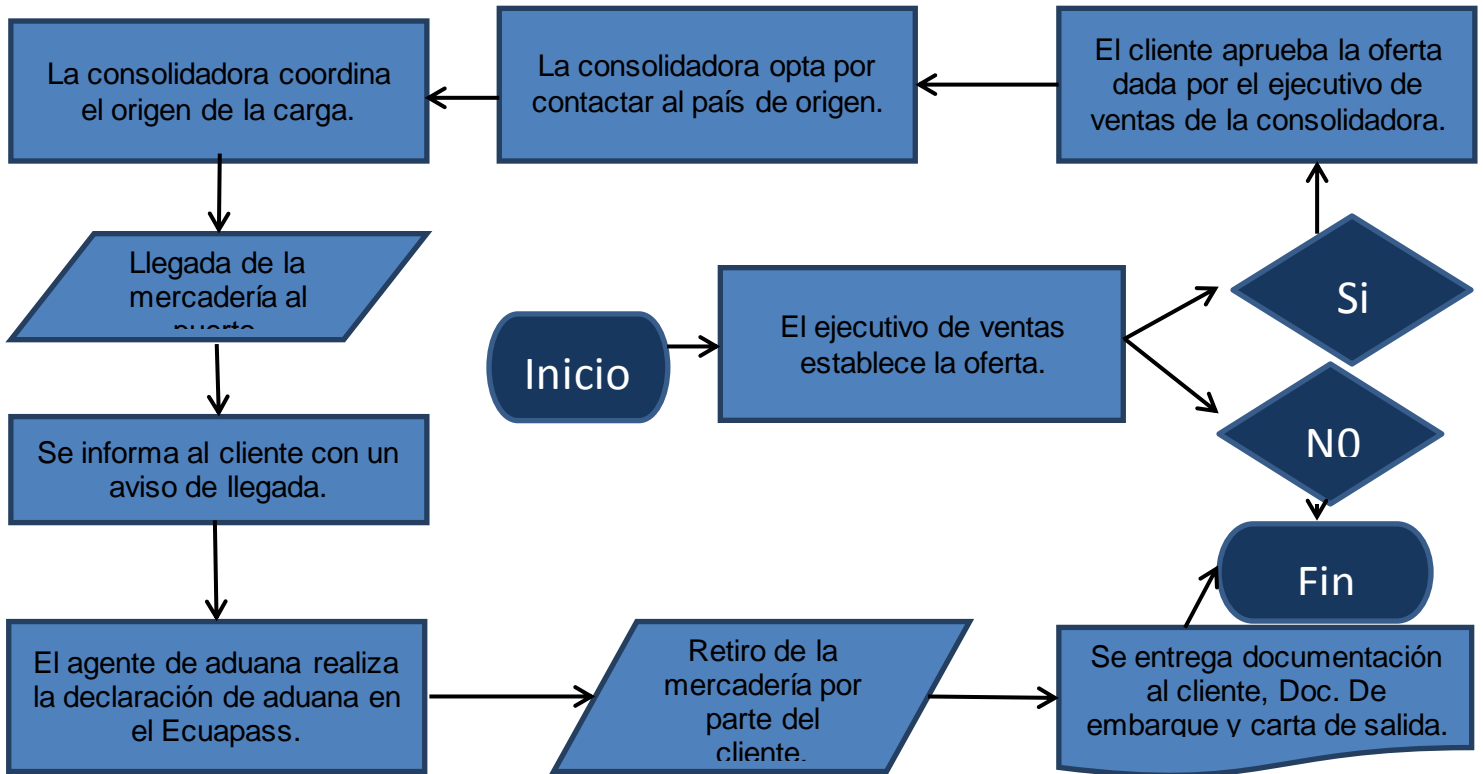 La consolidadora coordina
el origen de la carga.
La consolidadora opta por
contactar al país de origen.
El cliente aprueba la oferta
dada por el ejecutivo de
ventas de la consolidadora.
Llegada de la
mercadería al
puerto
Inicio
El ejecutivo de ventas
establece la oferta.
Si
N0
Se informa al cliente con un
aviso de llegada.
Fin
El agente de aduana realiza
la declaración de aduana en
el Ecuapass.
Retiro de la
mercadería por
parte del
cliente.
Se entrega documentación
al cliente, Doc. De
embarque y carta de salida.